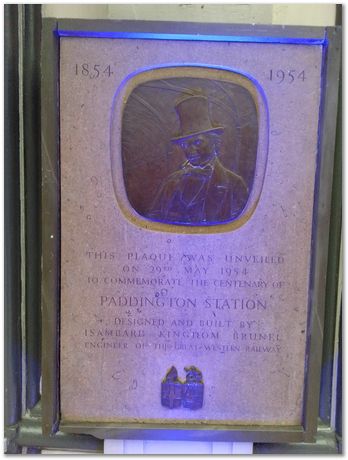 1854 1954
THIS PLAQUE WAS UNVEILED
ON 29TH MAY 1954
TO COMMEMORATE THE CENTENARY OF
PADDINGTON STATION
DESIGNED AND BUILT BY
ISAMBARD KINGDOM BRUNEL
ENGINEER OF THE GREAT WESTERN RAILWAY